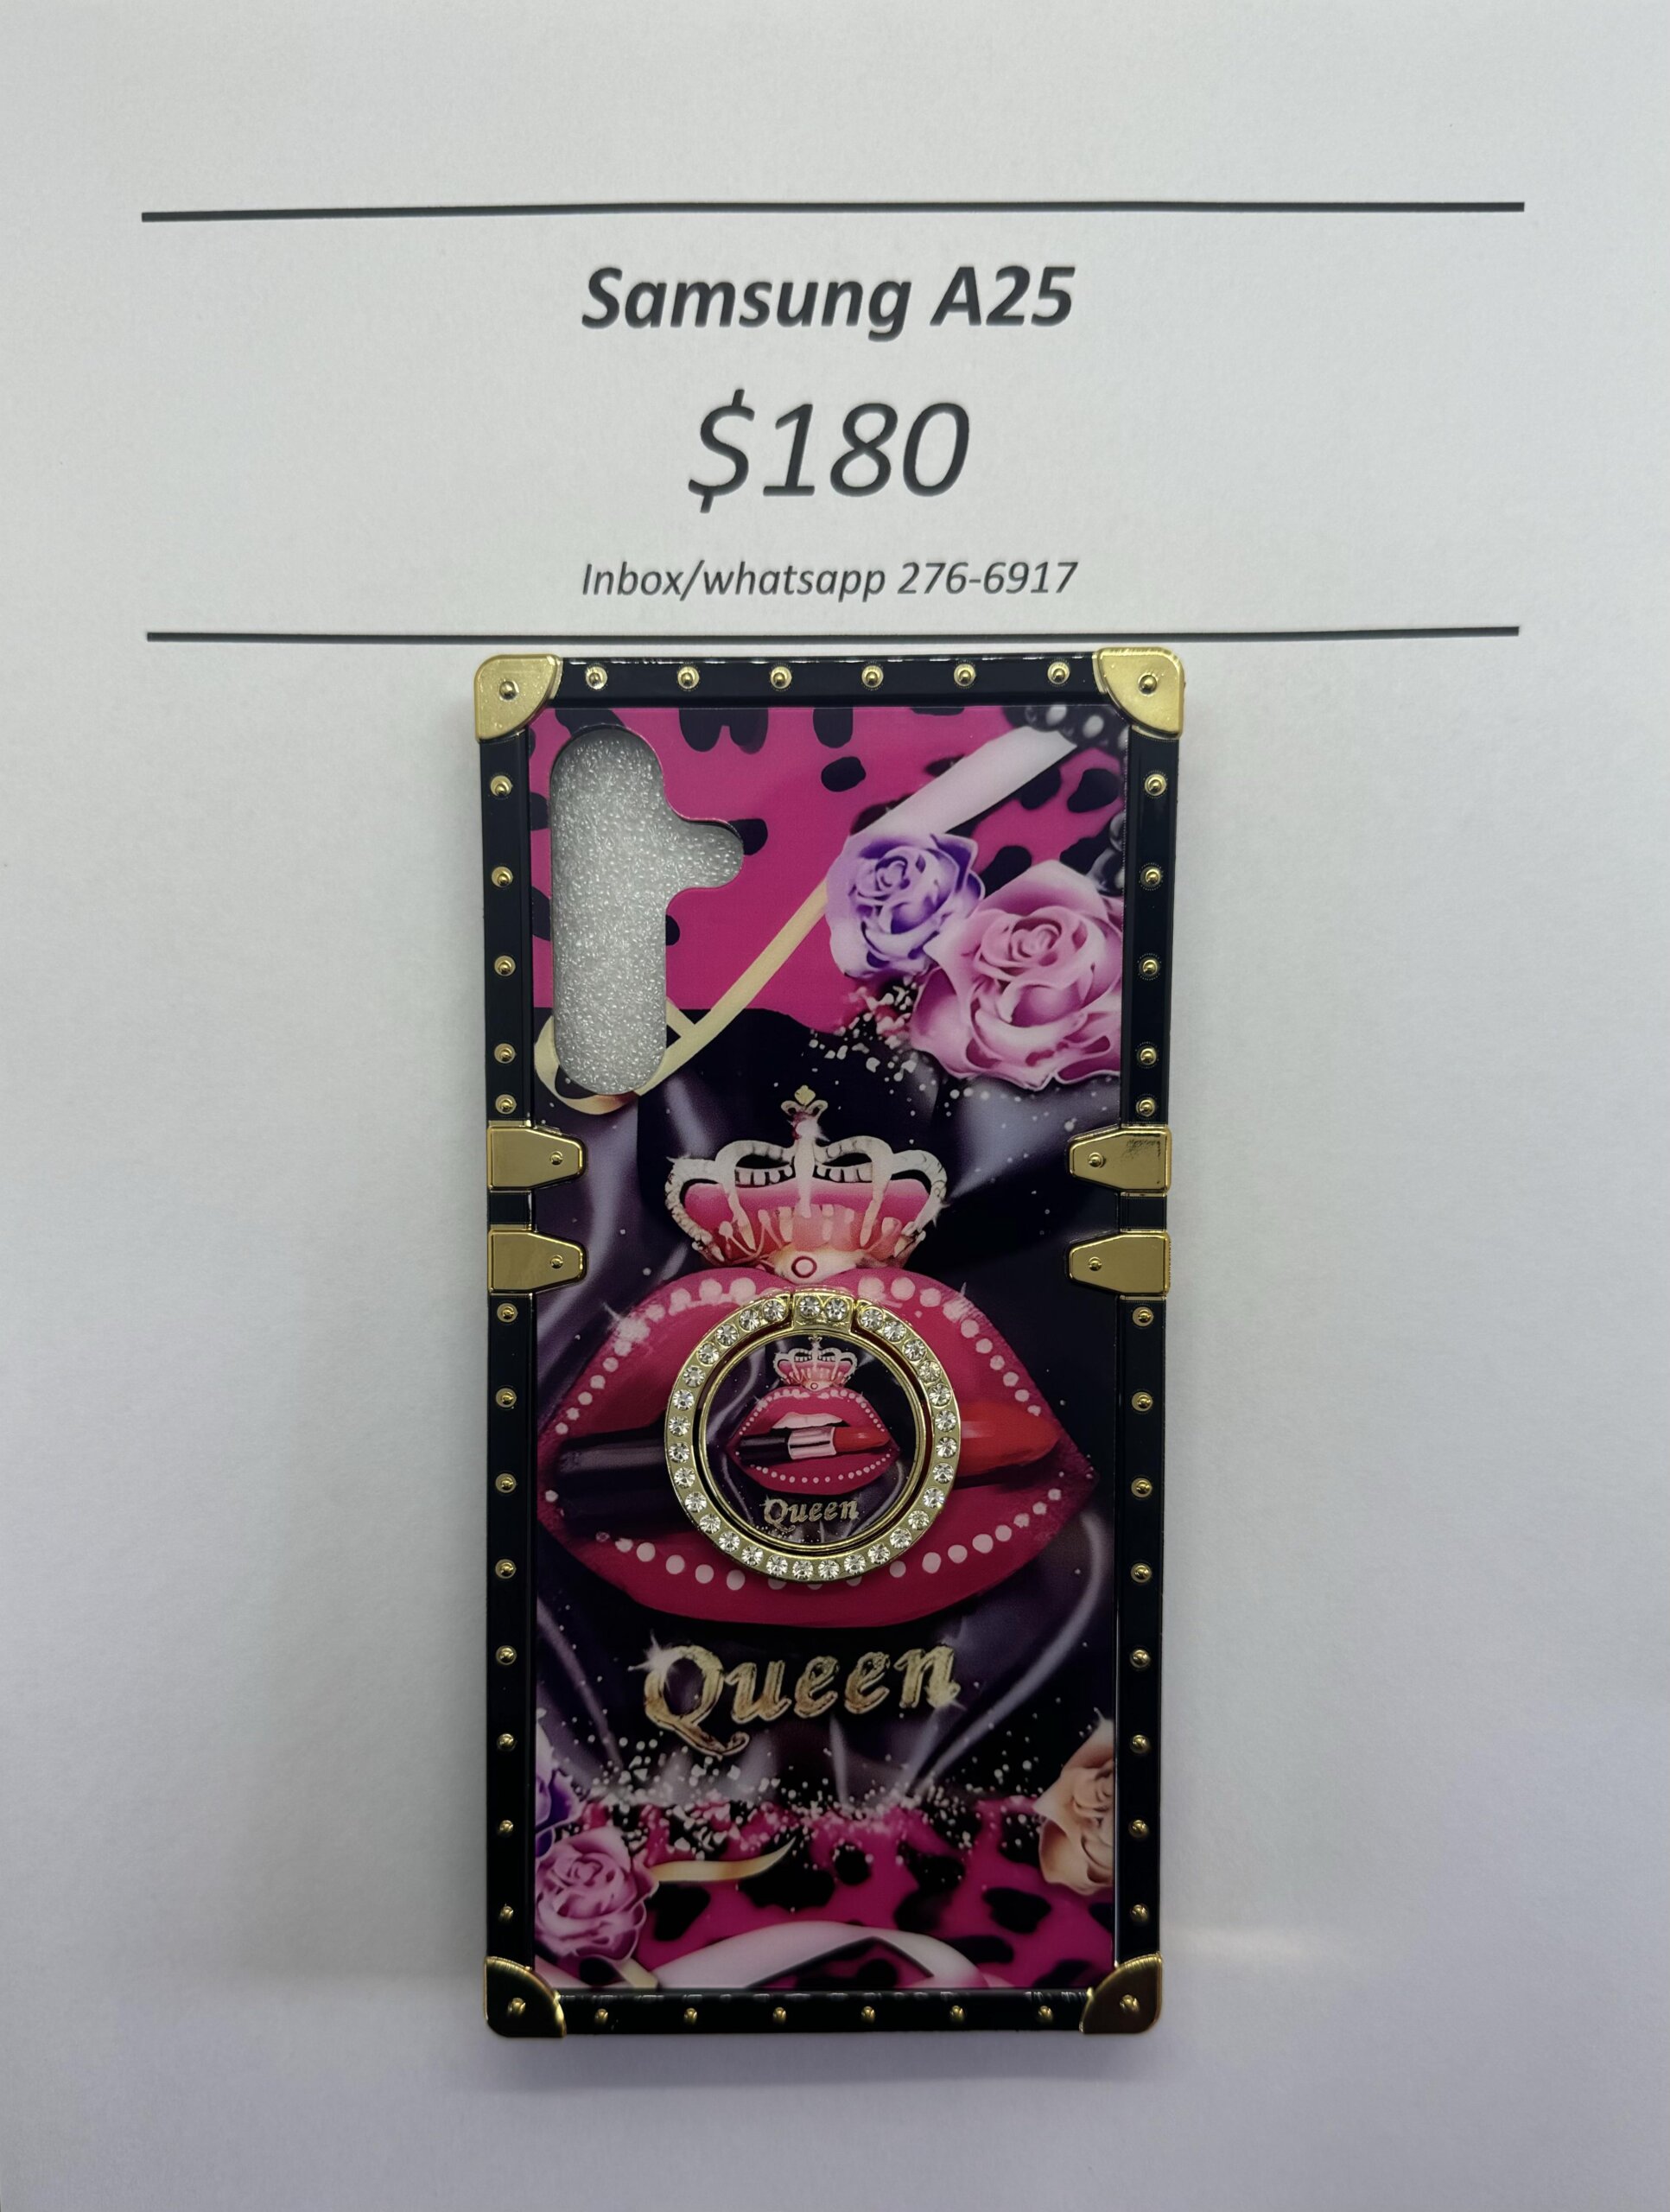 Samsung A25
$180
Inbox/whatsapp 276-6917
Queen
Queen